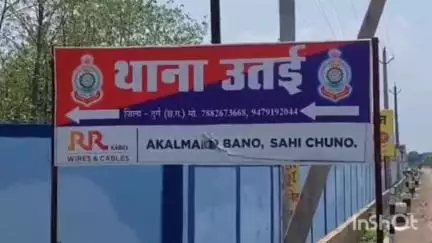 थाना उतई
जिला - दुर्ग (छ.ग.) मो. 7882673668, 9479192044
RR KABEL
WIRES & CABLES
AKALMAND BANO, SAHI CHUNO.
InShOt